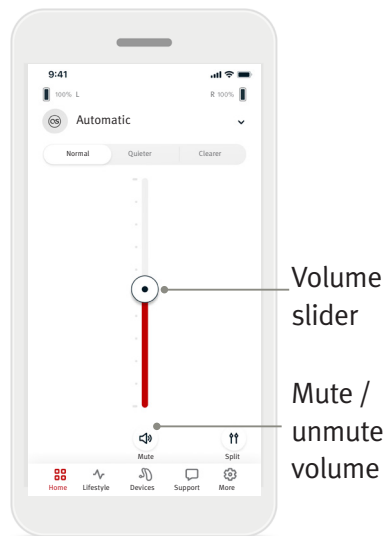 9:41
100% L
R 100%
OS
Automatic
Normal Quieter Clearer
Volume
slider
Mute /
unmute
volume
Mute
Split
Home Lifestyle Devices Support More